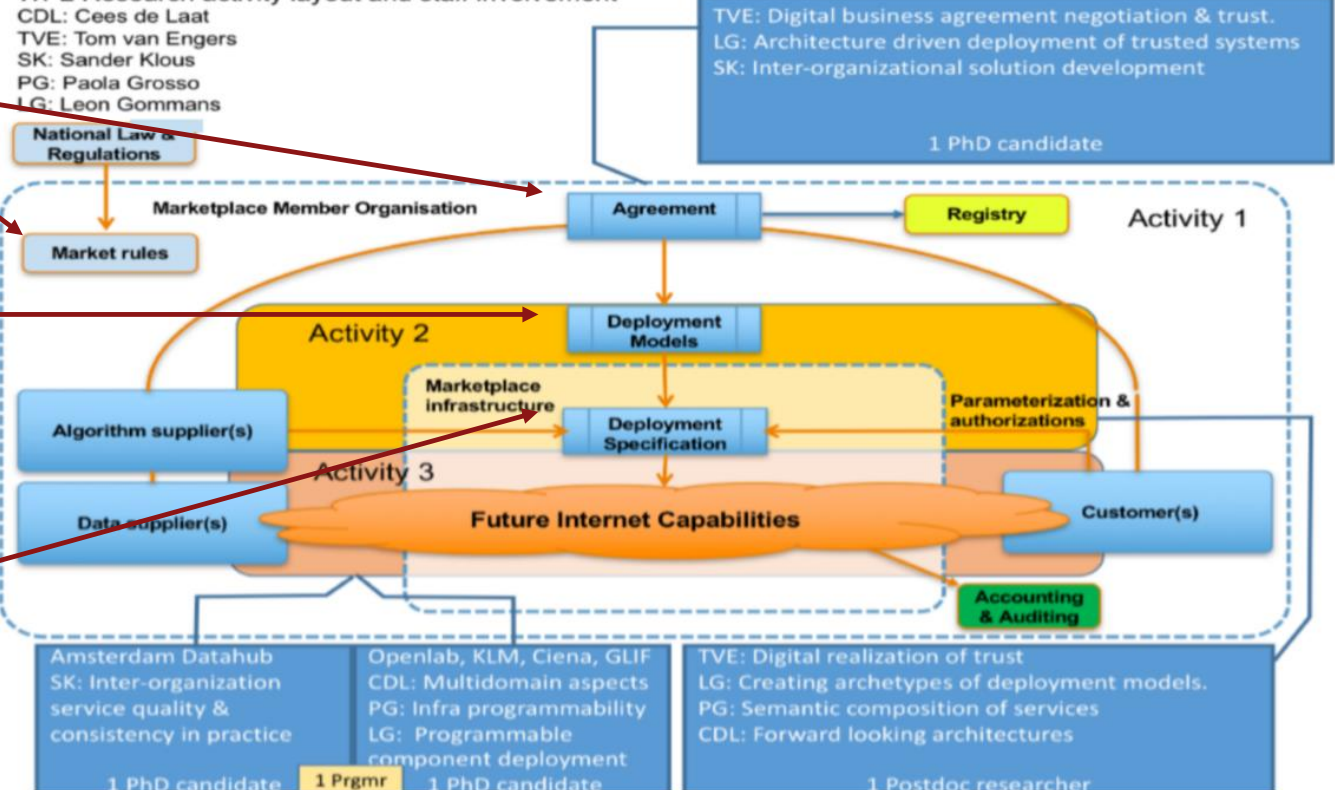 CDL: Cees de Laat
TVE: Tom van Engers
SK: Sander Klous
PG: Paola Grosso
LG: Leon Gommans
TVE: Digital business agreement negotiation & trust.
LG: Architecture driven deployment of trusted systems
SK: Inter-organizational solution development
1 PhD candidate
National Law &
Regulations
Marketplace Member Organisation
Agreement
Registry
Activity 1
Market rules
Activity 2
Deployment
Models
Marketplace
infrastructure
Parameterization &
authorizations
Algorithm supplier(s)
Deployment
Specification
Activity 3
Data supplier(s)
Future Internet Capabilities
Customer(s)
Accounting
& Auditing
Amsterdam Datahub
SK: Inter-organization
service quality &
consistency in practice
1 PhD candidate
1 Prgmr
Openlab, KLM, Ciena, GLIF
CDL: Multidomain aspects
PG: Infra programmability
LG: Programmable
component deployment
1 PhD candidate
TVE: Digital realization of trust
LG: Creating archetypes of deployment models.
PG: Semantic composition of services
CDL: Forward looking architectures
1 Postdoc researcher